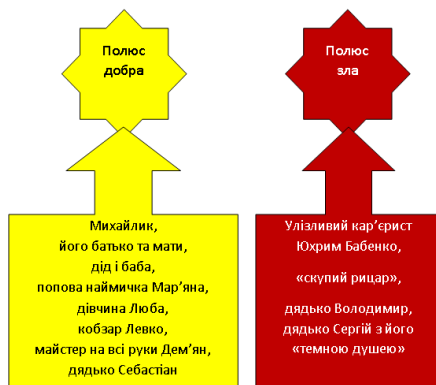 Полюс
добра
Полюс
зла
Михайлик,
його батько та мати,
дід і баба,
попова наймичка Мар’яна,
дівчина Люба,
кобзар Левко,
майстер на всі руки Дем’ян,
дядько Себастіан
Улізливий кар’єрист
Юхрим Бабенко,
«скупий рицар»,
дядько Володимир,
дядько Сергій з його
«темною душею»